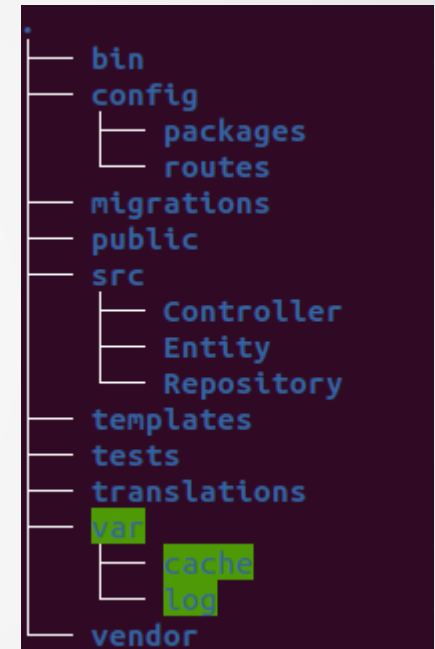 .
├── bin
├── config
│   ├── packages
│   └── routes
├── migrations
├── public
├── src
│   ├── Controller
│   ├── Entity
│   └── Repository
├── templates
├── tests
├── translations
├── var
│   ├── cache
│   └── log
└── vendor